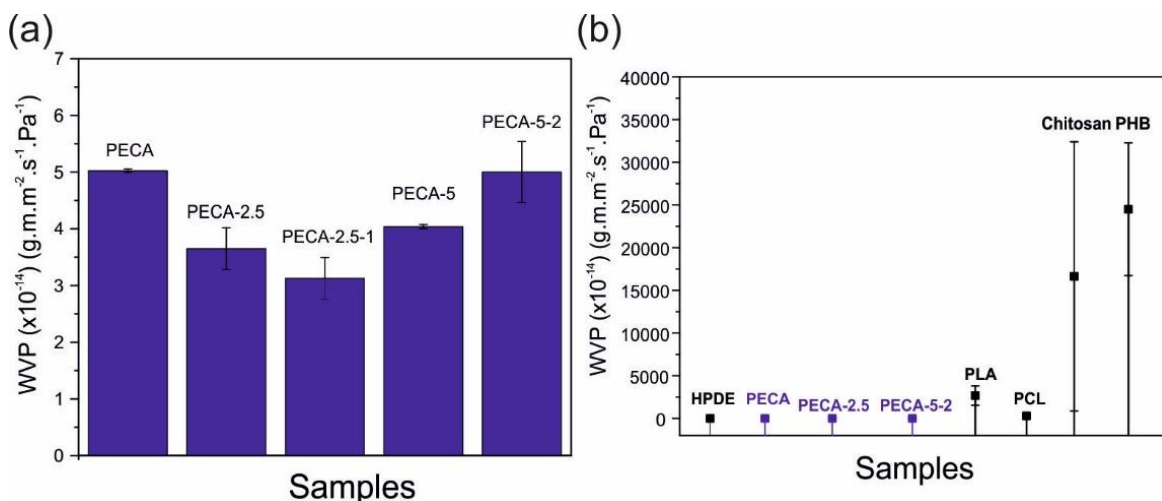 (a)
WVP (x10⁻¹⁴) (g.m.m⁻².s⁻¹.Pa⁻¹)
7
6
5
4
3
2
1
0
PECA
PECA-2.5
PECA-2.5-1
PECA-5
PECA-5-2
Samples
(b)
WVP (x10⁻¹⁴) (g.m.m⁻².s⁻¹.Pa⁻¹)
40000
35000
30000
25000
20000
15000
10000
5000
0
HPDE
PECA
PECA-2.5
PECA-5-2
PLA
PCL
Chitosan PHB
Samples